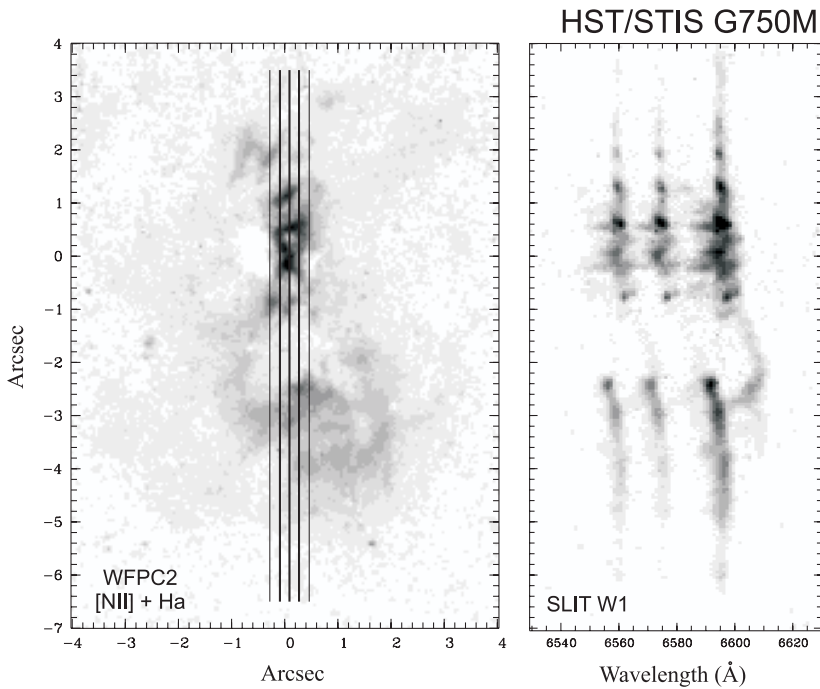 HST/STIS G750M
4
3
2
1
0
−1
−2
−3
−4
−5
−6
−7
Arcsec
WFPC2
[NII] + Ha
−4 −3 −2 −1 0 1 2 3 4
Arcsec
SLIT W1
6540 6560 6580 6600 6620
Wavelength (Å)